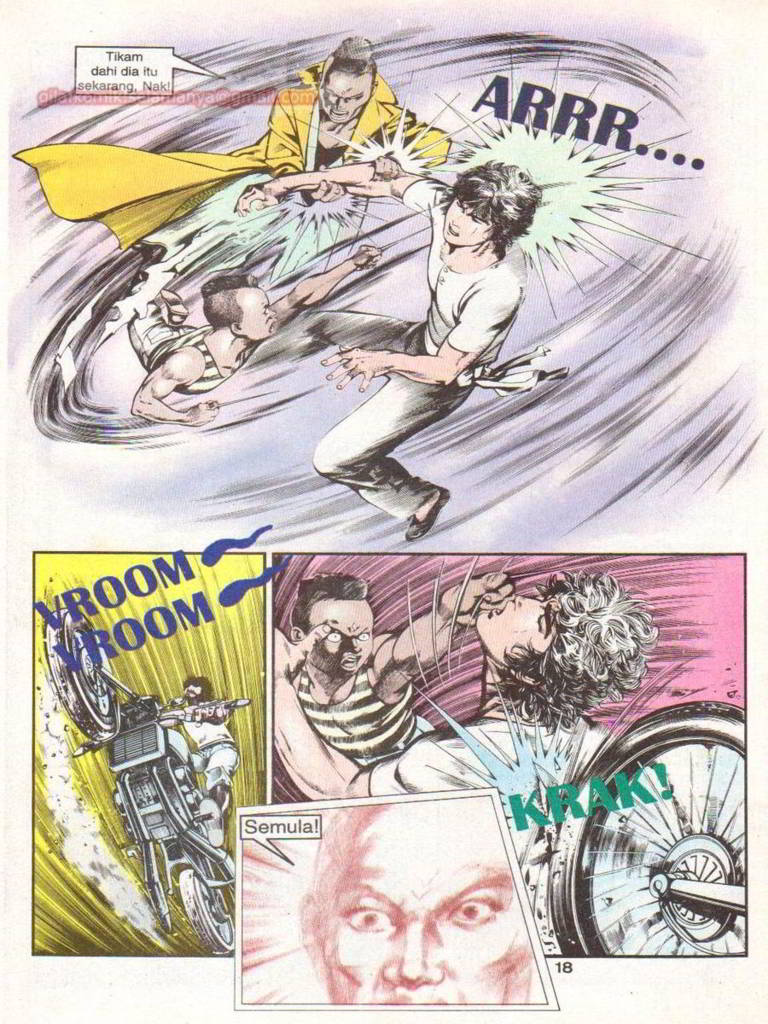 Tikam
dahi dia itu
sekarang, Nak!
ARRR....
VROOM
VROOM
KRAK!
Semula!
18